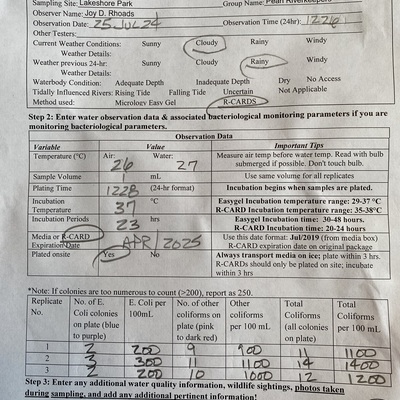 Sampling Site: Lakeshore Park Group Name: Pearl Riverkeepers
Observer Name: Joy D. Rhoads
Observation Date: 25 JUL 24 Observation Time (24hr): 1226
Other Testers:
Current Weather Conditions: Sunny Cloudy Rainy Windy
Weather Details:
Weather previous 24-hr: Sunny Cloudy Rainy Windy
Weather Details:
Waterbody Condition: Adequate Depth Inadequate Depth Dry No Access
Tidally Influenced Rivers: Rising Tide Falling Tide Uncertain Not Applicable
Method used: Micrology Easy Gel R-CARDS
Step 2: Enter water observation data & associated bacteriological monitoring parameters if you are
monitoring bacteriological parameters.
Observation Data
Variable Value Important Tips
Temperature (°C) Air: 26 Water: 27 Measure air temp before water temp. Read with bulb
submerged if possible. Don't touch bulb.
Sample Volume 1 mL Use same volume for all replicates
Plating Time 1228 (24-hr format) Incubation begins when samples are plated.
Incubation Temperature 37 °C Easygel Incubation temperature range: 29-37 °C
R-CARD Incubation temperature range: 35-38°C
Incubation Periods 23 hrs Easygel Incubation time: 30-48 hours.
R-CARD Incubation time: 20-24 hours
Media or R-CARD Expiration Date APR 2025 Use this date format: Jul/2019 (from media box)
R-CARD expiration date on original package
Plated onsite Yes No Always transport media on ice; plate within 3 hrs.
R-CARDs should only be plated on site; incubate
within 3 hrs
*Note: If colonies are too numerous to count (>200), report as 250.
Replicate No. No. of E. Coli colonies on plate (blue to purple) E. Coli per 100mL No. of other coliforms on plate (pink to dark red) Other coliforms per 100 mL Total Coliforms (all colonies on plate) Total Coliforms per 100 mL
1 2 200 9 900 11 1100
2 3 300 11 1100 14 1400
3 2 200 10 1000 12 1200
Step 3: Enter any additional water quality information, wildlife sightings, photos taken
during sampling, and add any additional pertinent information!